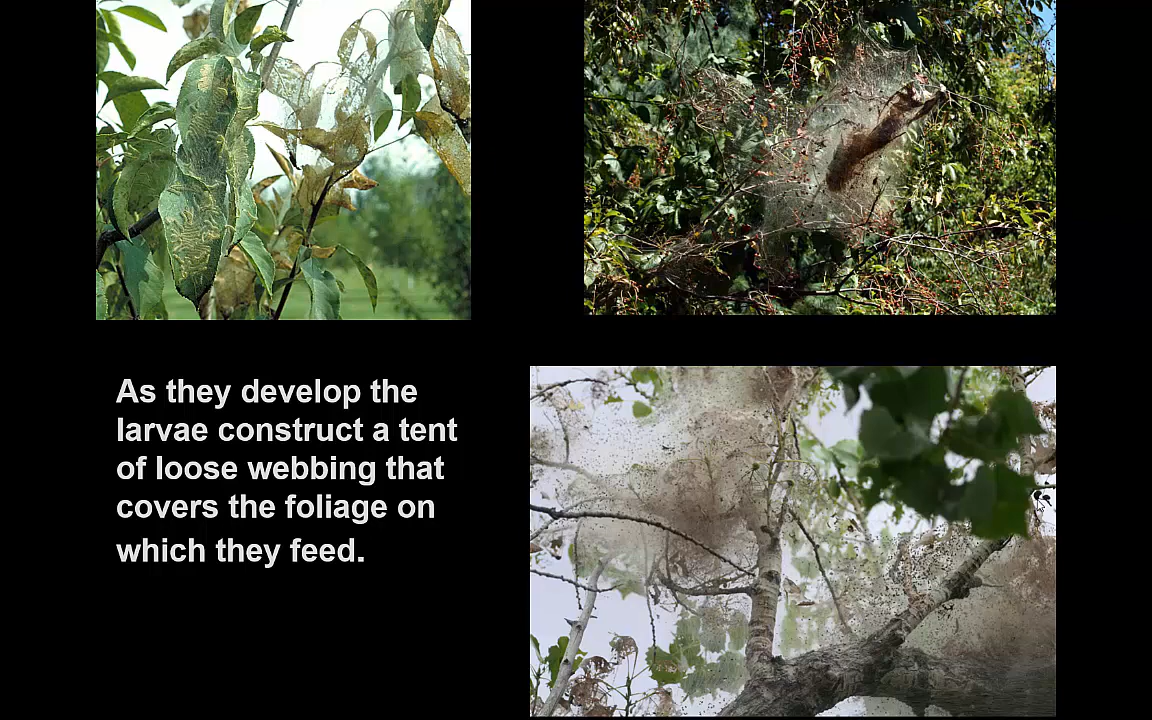 As they develop the
larvae construct a tent
of loose webbing that
covers the foliage on
which they feed.